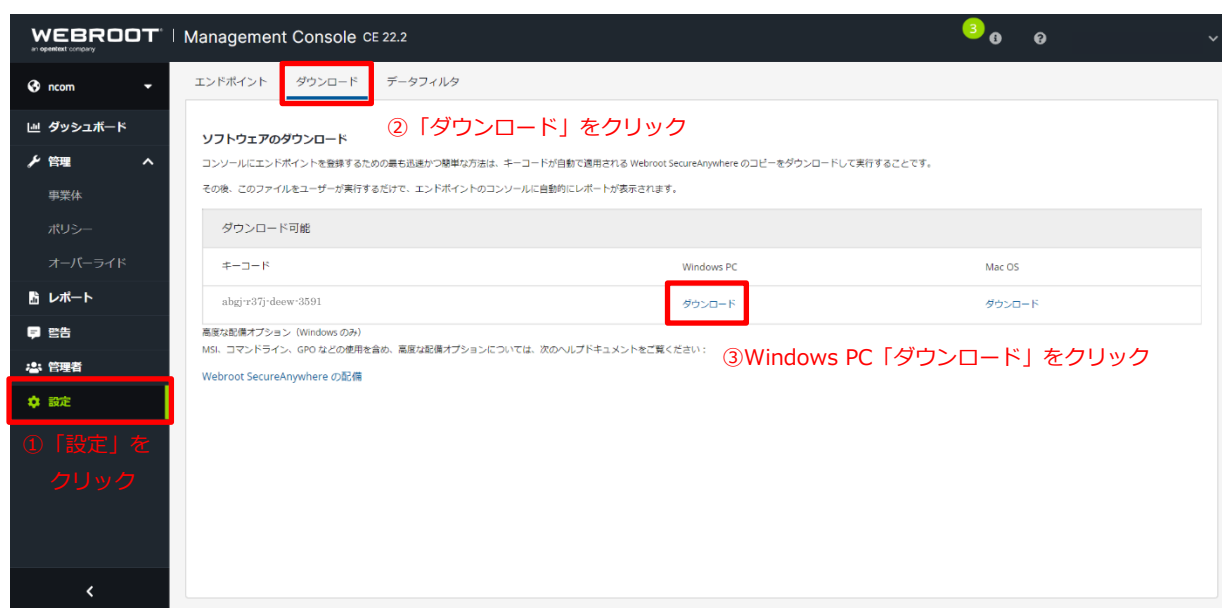 WEBROOT
an opentext company
Management Console CE 22.2
3
ncom
エンドポイント ダウンロード データフィルタ
ダッシュボード
管理
事業体
ポリシー
オーバーライド
レポート
警告
管理者
設定
①「設定」を
クリック
②「ダウンロード」をクリック
ソフトウェアのダウンロード
コンソールにエンドポイントを登録するための最も迅速かつ簡単な方法は、キーコードが自動で適用される Webroot SecureAnywhere のコピーをダウンロードして実行することです。
その後、このファイルをユーザーが実行するだけで、エンドポイントのコンソールに自動的にレポートが表示されます。
ダウンロード可能
キーコード Windows PC Mac OS
abgj-r37j-deew-3591 ダウンロード ダウンロード
高度な配備オプション（Windows のみ）
MSI、コマンドライン、GPO などの使用を含め、高度な配備オプションについては、次のヘルプドキュメントをご覧ください：
③Windows PC「ダウンロード」をクリック
Webroot SecureAnywhere の配備